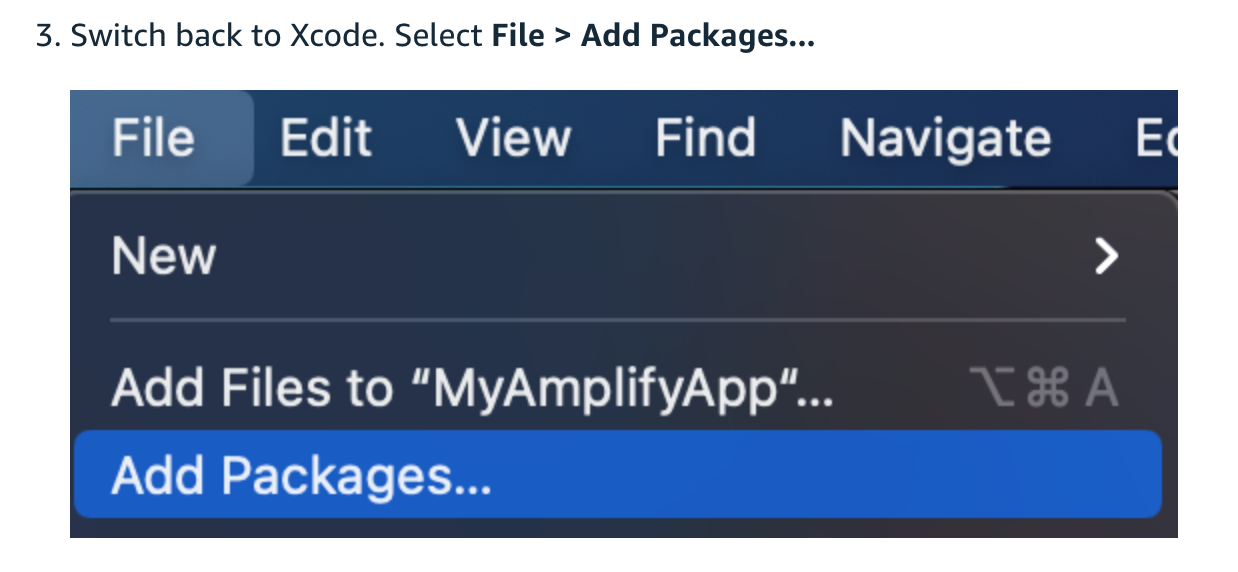 3. Switch back to Xcode. Select File > Add Packages...
File Edit View Find Navigate
New
Add Files to “MyAmplifyApp“... ⌥⌘ A
Add Packages...